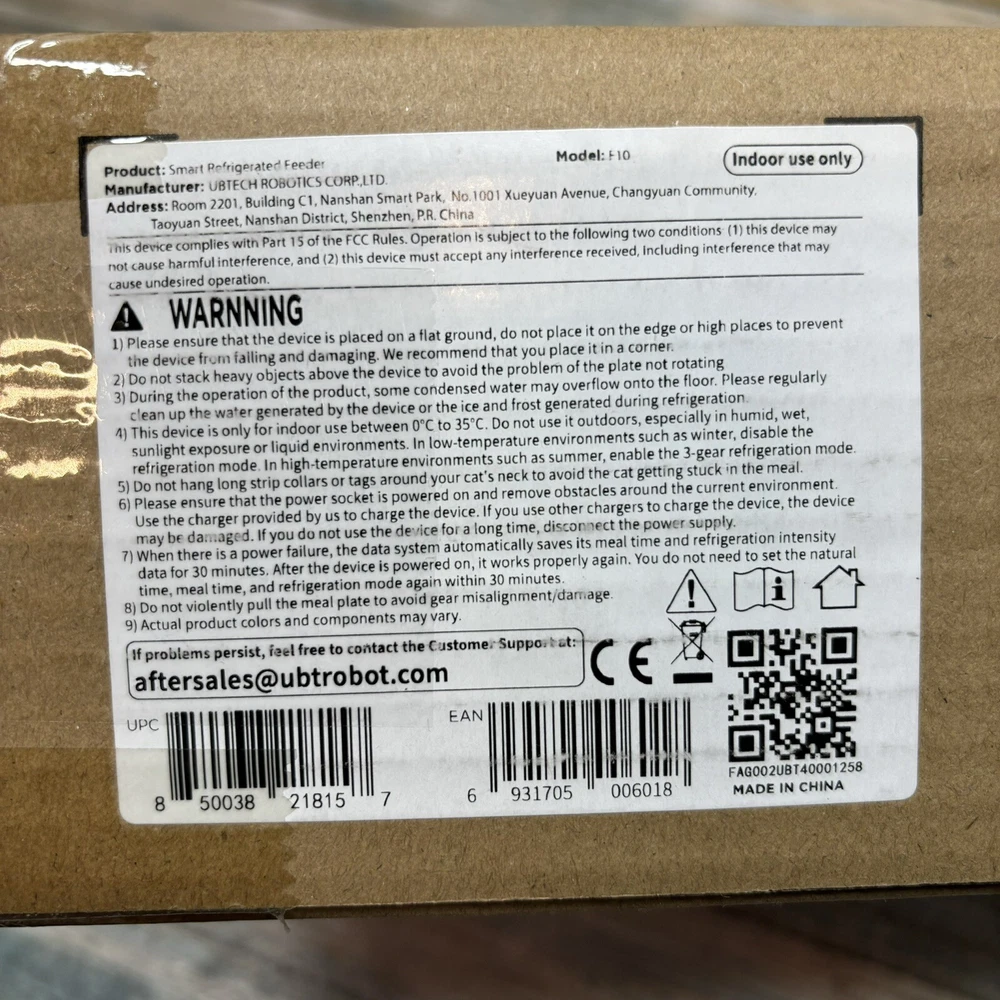 Product: Smart Refrigerated Feeder
Model: F10
Indoor use only
Manufacturer: UBTECH ROBOTICS CORP.,LTD.
Address: Room 2201, Building C1, Nanshan Smart Park, No.1001 Xueyuan Avenue, Changyuan Community.
Taoyuan Street, Nanshan District, Shenzhen, P.R. China
This device complies with Part 15 of the FCC Rules. Operation is subject to the following two conditions: (1) this device may
not cause harmful interference, and (2) this device must accept any interference received, Including interference that may
cause undesired operation.
WARNNING
1) Please ensure that the device is placed on a flat ground, do not place it on the edge or high places to prevent
the device from falling and damaging. We recommend that you place it in a corner.
2) Do not stack heavy objects above the device to avoid the problem of the plate not rotating
3) During the operation of the product, some condensed water may overflow onto the floor. Please regularly
clean up the water generated by the device or the ice and frost generated during refrigeration.
4) This device is only for indoor use between 0°C to 35°C. Do not use it outdoors, especially in humid, wet,
sunlight exposure or liquid environments. In low-temperature environments such as winter, disable the
refrigeration mode. In high-temperature environments such as summer, enable the 3-gear refrigeration mode.
5) Do not hang long strip collars or tags around your cat's neck to avoid the cat getting stuck in the meal.
6) Please ensure that the power socket is powered on and remove obstacles around the current environment.
Use the charger provided by us to charge the device. If you use other chargers to charge the device, the device
may be damaged. If you do not use the device for a long time, disconnect the power supply.
7) When there is a power failure, the data system automatically saves its meal time and refrigeration intensity
data for 30 minutes. After the device is powered on, it works properly again. You do not need to set the natural
time, meal time, and refrigeration mode again within 30 minutes.
8) Do not violently pull the meal plate to avoid gear misalignment/damage.
9) Actual product colors and components may vary.
If problems persist, feel free to contact the Customer Support at:
aftersales@ubtrobot.com
CE
UPC
8 50038 21815 7
EAN
6 931705 006018
FAG002UBT40001258
MADE IN CHINA